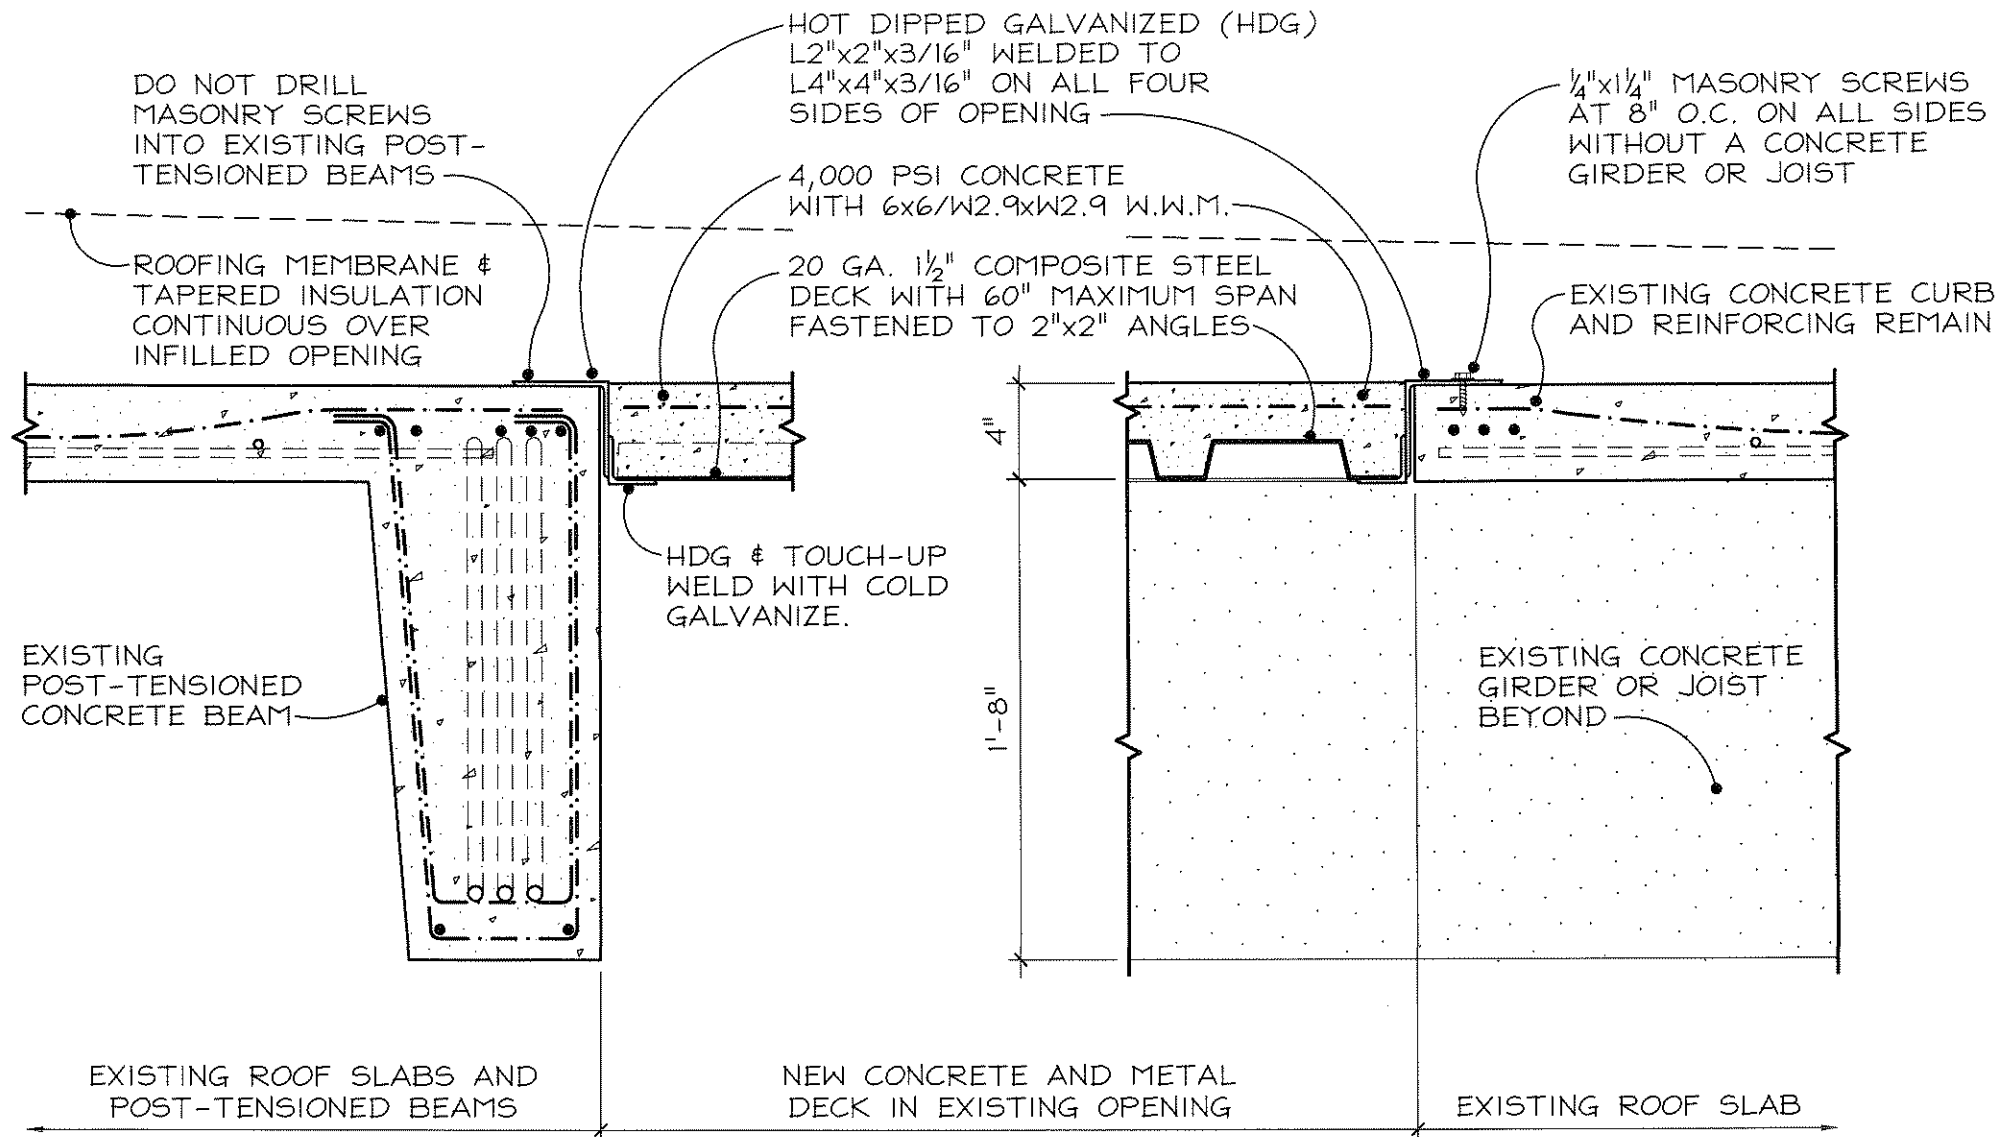 HOT DIPPED GALVANIZED (HDG)
L2"x2"x3/16" WELDED TO
L4"x4"x3/16" ON ALL FOUR
SIDES OF OPENING
DO NOT DRILL
MASONRY SCREWS
INTO EXISTING POST-
TENSIONED BEAMS
1/4"x1 1/4" MASONRY SCREWS
AT 8" O.C. ON ALL SIDES
WITHOUT A CONCRETE
GIRDER OR JOIST
4,000 PSI CONCRETE
WITH 6x6/W2.9xW2.9 W.W.M.
ROOFING MEMBRANE &
TAPERED INSULATION
CONTINUOUS OVER
INFILLED OPENING
20 GA. 1 1/2" COMPOSITE STEEL
DECK WITH 60" MAXIMUM SPAN
FASTENED TO 2"x2" ANGLES
EXISTING CONCRETE CURB
AND REINFORCING REMAIN
4"
HDG & TOUCH-UP
WELD WITH COLD
GALVANIZE.
EXISTING
POST-TENSIONED
CONCRETE BEAM
1'-8"
EXISTING CONCRETE
GIRDER OR JOIST
BEYOND
EXISTING ROOF SLABS AND
POST-TENSIONED BEAMS
NEW CONCRETE AND METAL
DECK IN EXISTING OPENING
EXISTING ROOF SLAB